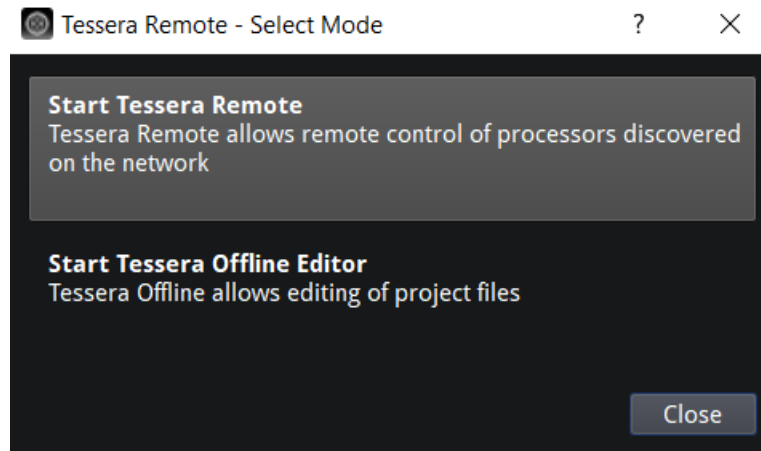 Tessera Remote - Select Mode ? ×
Start Tessera Remote
Tessera Remote allows remote control of processors discovered
on the network
Start Tessera Offline Editor
Tessera Offline allows editing of project files
Close